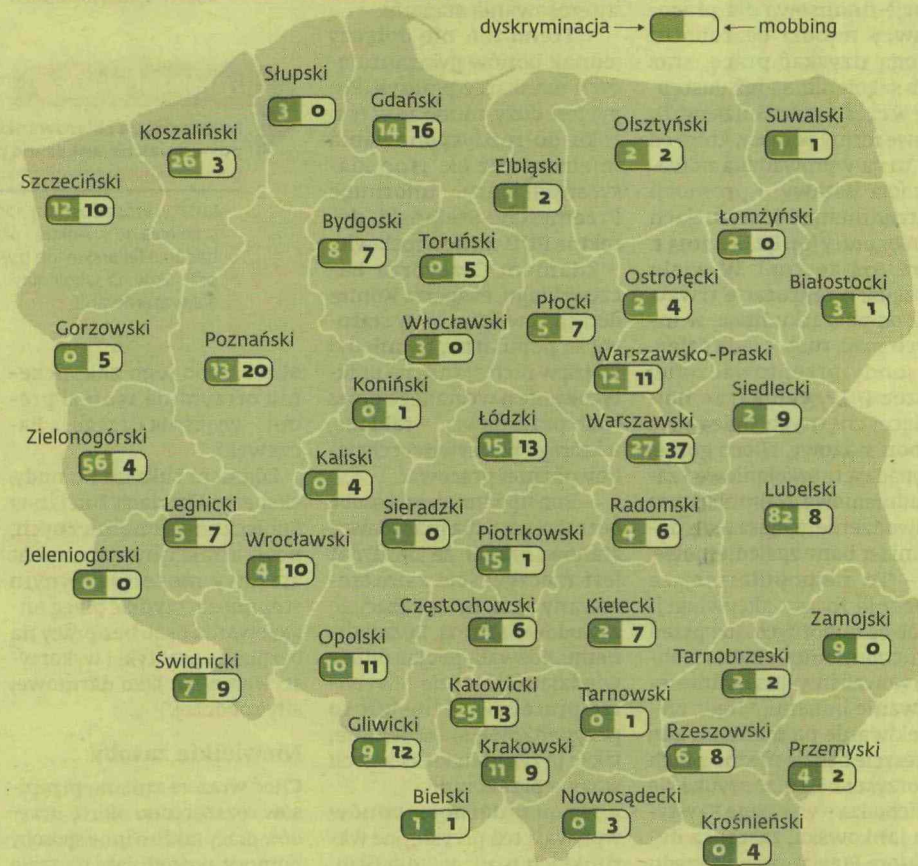 dyskryminacja → mobbing
Słupski
3 0
Gdański
14 16
Koszaliński
26 3
Olsztyński
2 2
Suwalski
1 1
Szczeciński
12 10
Elbląski
1 2
Bydgoski
8 7
Toruński
0 5
Łomżyński
2 0
Ostrołęcki
2 4
Białostocki
3 1
Płocki
5 7
Gorzowski
0 5
Poznański
13 20
Włocławski
3 0
Warszawsko-Praski
12 11
Koniński
0 1
Siedlecki
2 9
Łódzki
15 13
Warszawski
27 37
Zielonogórski
56 4
Kaliski
0 4
Legnicki
5 7
Sieradzki
1 0
Radomski
4 6
Lubelski
82 8
Wrocławski
4 10
Piotrkowski
15 1
Jeleniogórski
0 0
Częstochowski
4 6
Kielecki
2 7
Zamojski
9 0
Opolski
10 11
Świdnicki
7 9
Tarnobrzeski
2 2
Katowicki
25 13
Tarnowski
0 1
Gliwicki
9 12
Krakowski
11 9
Rzeszowski
6 8
Przemyski
4 2
Bielski
1 1
Nowosądecki
0 3
Krośnieński
0 4